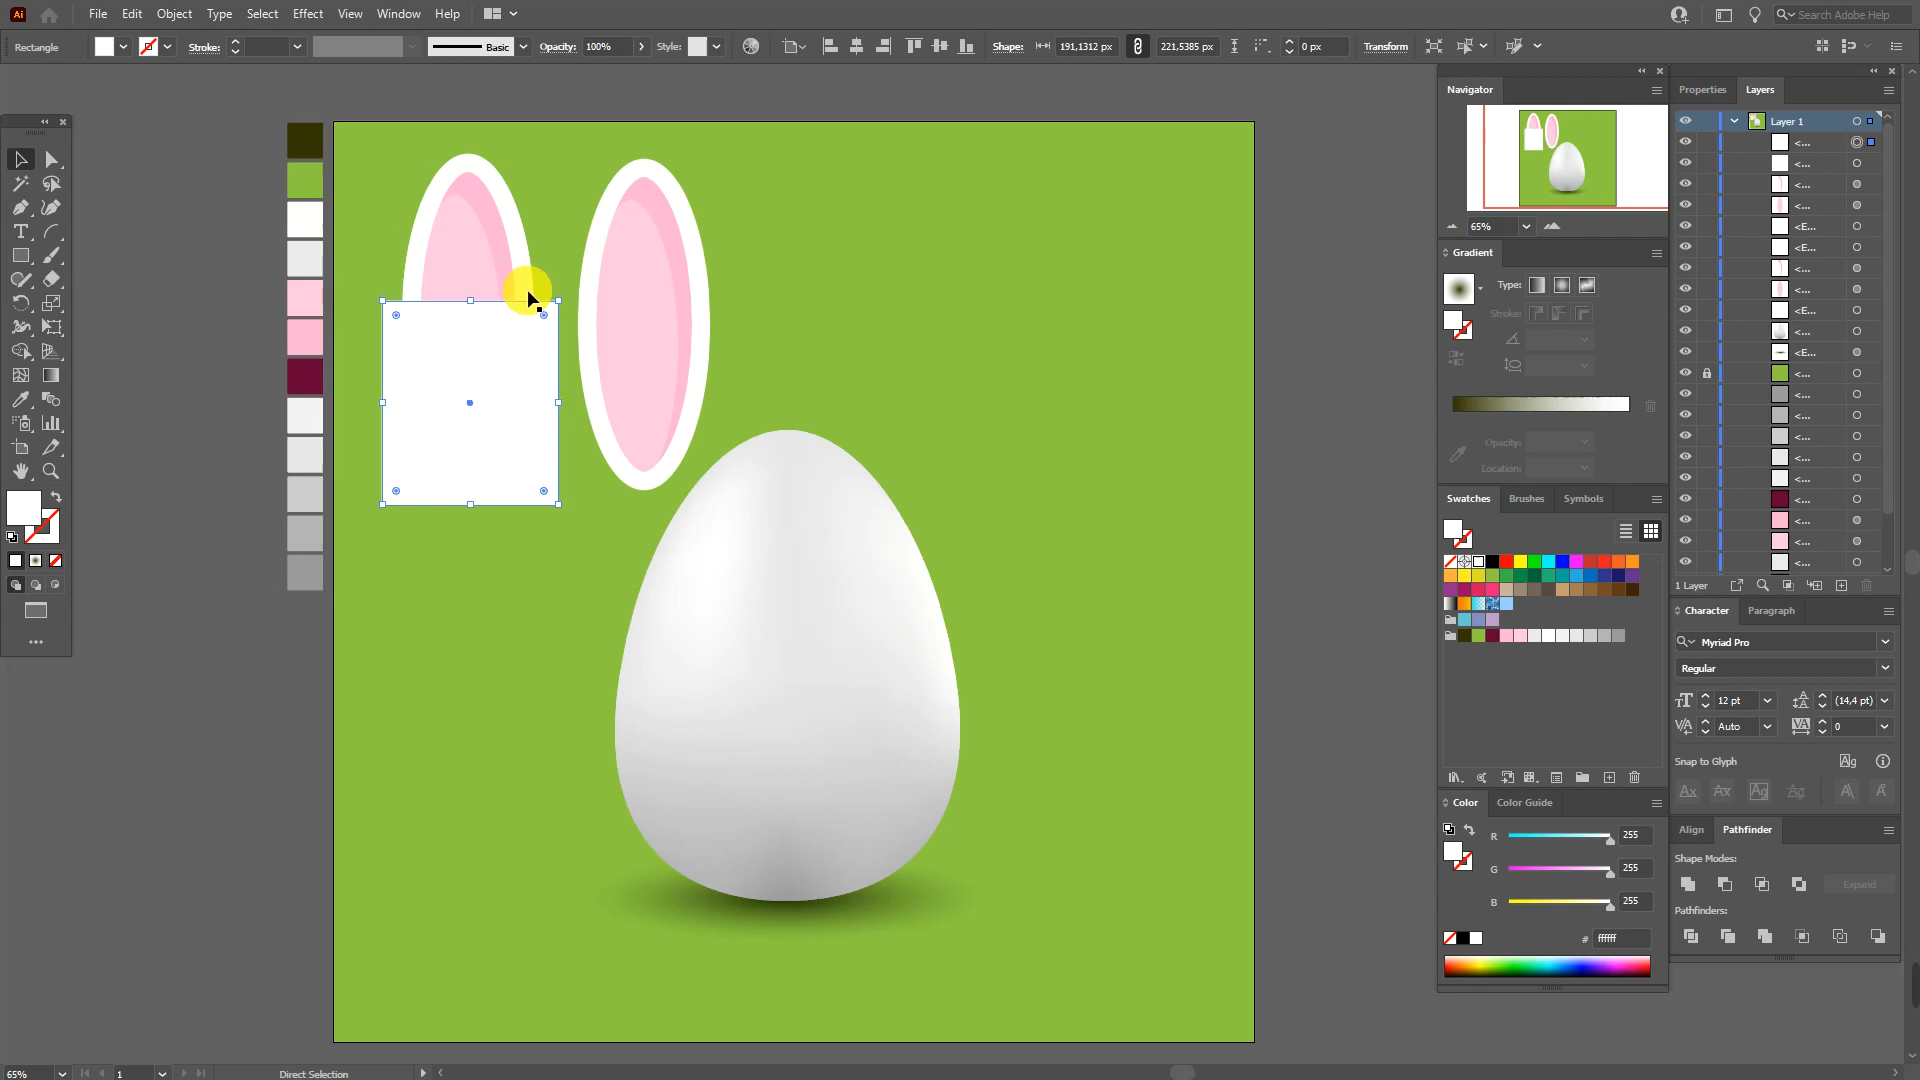 Ai File Edit Object Type Select Effect View Window Help Search Adobe Help
Rectangle Stroke: Basic Opacity: 100% Style: Shape: 191,1312 px 221,5385 px 0 px Transform
Navigator
65%
Gradient
Type:
Stroke:
Opacity:
Location:
Swatches Brushes Symbols
Color Color Guide
R 255
G 255
B 255
# ffffff
Properties Layers
Layer 1
<...
<...
<...
<...
<E...
<E...
<...
<...
<E...
<...
<E...
<...
<...
<...
<...
<...
<...
<...
<...
<...
<...
1 Layer
Character Paragraph
Myriad Pro
Regular
12 pt (14,4 pt)
Auto 0
Snap to Glyph
Align Pathfinder
Shape Modes:
Expand
Pathfinders:
65% 1 Direct Selection